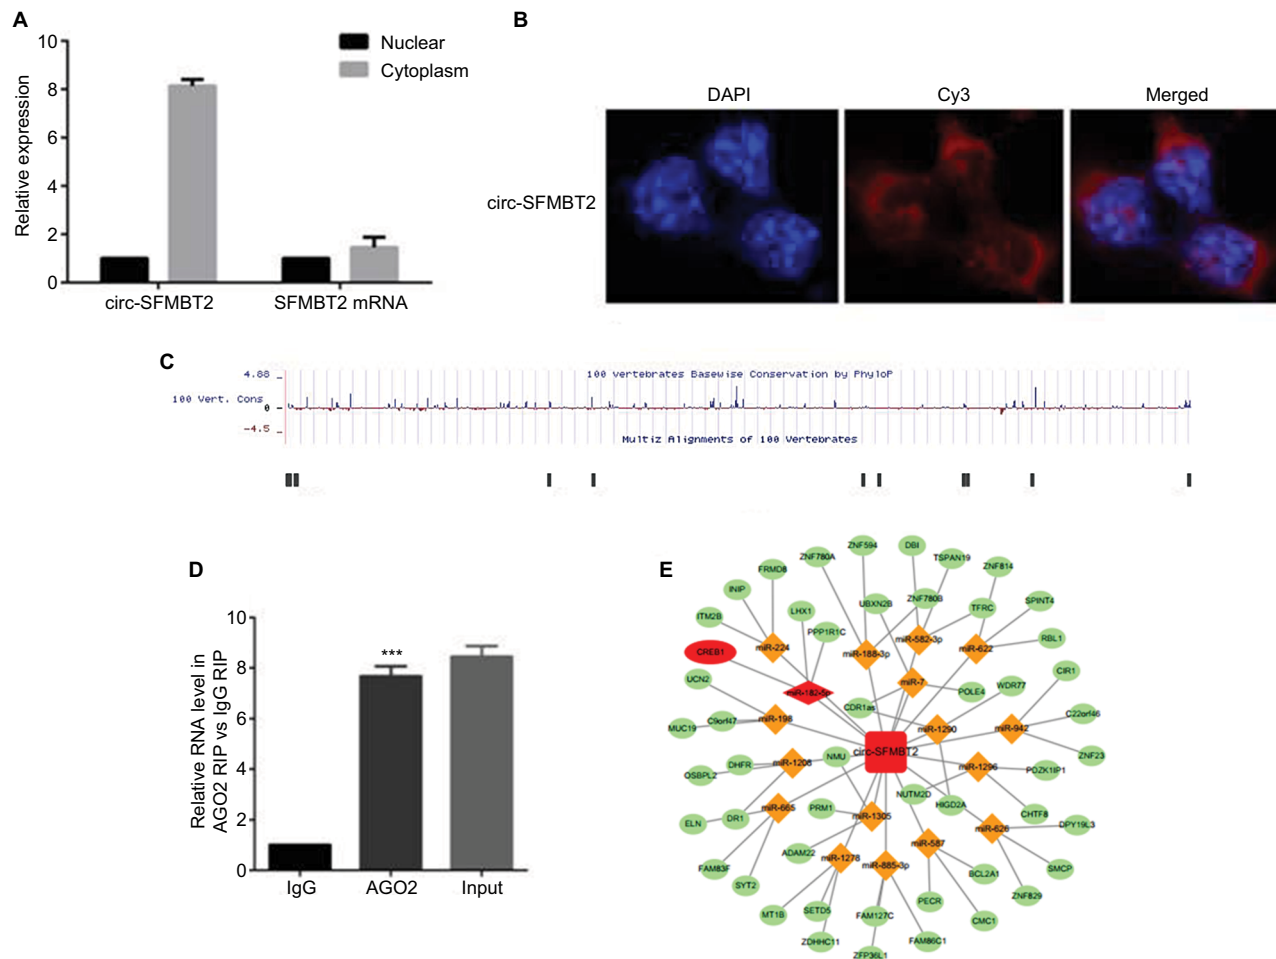 A
10
8
6
4
2
0
Relative expression
Nuclear
Cytoplasm
circ-SFMBT2
SFMBT2 mRNA
B
DAPI
Cy3
Merged
circ-SFMBT2
C
4.88
100 vertebrates Basewise Conservation by PhyloP
100 Vert. Cons
0
-4.5
Multiz Alignments of 100 Vertebrates
D
10
8
6
4
2
0
Relative RNA level in
AGO2 RIP vs IgG RIP
***
IgG
AGO2
Input
E
ZNF594
DBI
ZNF780A
TSPAN19
FRMD8
ZNF814
INIP
LHX1
UBXN2B
ZNF780B
TFRC
SPINT4
ITM2B
PPP1R1C
miR-224
miR-188-3p
miR-582-3p
miR-622
RBL1
CREB1
UCN2
miR-182-5p
miR-7
POLE4
WDR77
CIR1
CDR1as
MUC19
C9orf47
miR-198
miR-1290
miR-942
C22orf46
circ-SFMBT2
ZNF23
OSBPL2
DHFR
miR-1208
NMU
miR-1296
PDZK1IP1
NUTM2D
HIGD2A
ELN
DR1
miR-665
PRM1
miR-1305
CHTF8
miR-626
DPY19L3
ADAM22
miR-1278
miR-885-3p
miR-587
FAM83F
SYT2
BCL2A1
SMCP
ZNF829
MT1B
SETD5
FAM127C
PECR
CMC1
ZDHHC11
ZFP36L1
FAM86C1